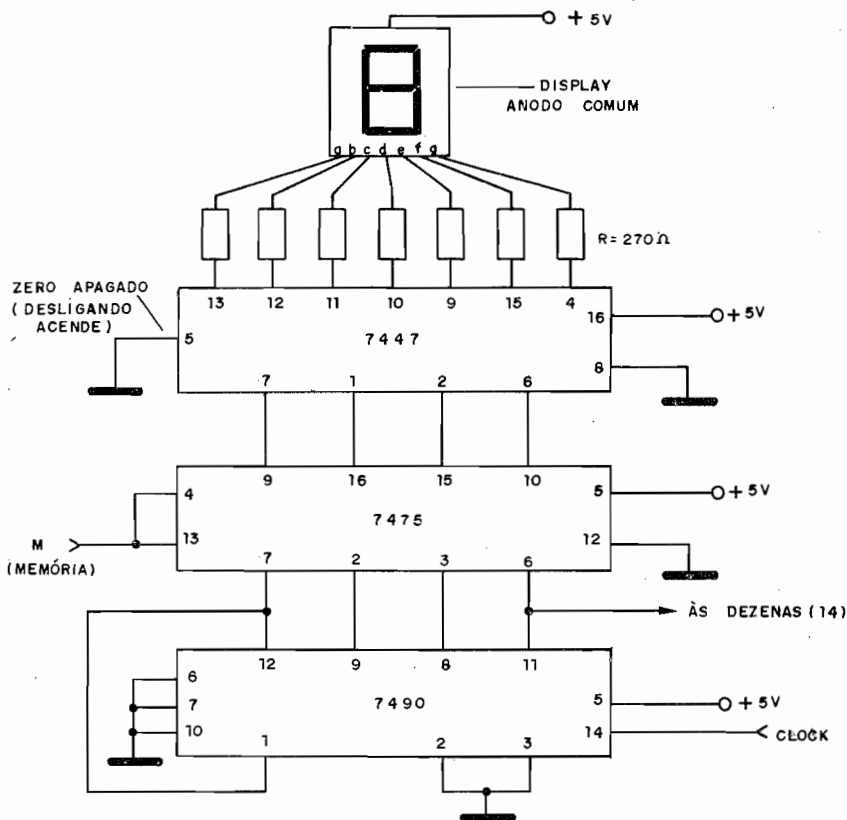 + 5V
DISPLAY
ANODO COMUM
a b c d e f g
R = 270Ω
ZERO APAGADO
(DESLIGANDO
ACENDE)
13 12 11 10 9 15 4
16
+ 5V
5
7447
8
7 1 2 6
9 16 15 10
4
5
+ 5V
7475
13
12
M
(MEMÓRIA)
7 2 3 6
ÀS DEZENAS (14)
12 9 8 11
6
7
7490
5
+ 5V
10
14
CLOCK
1 2 3